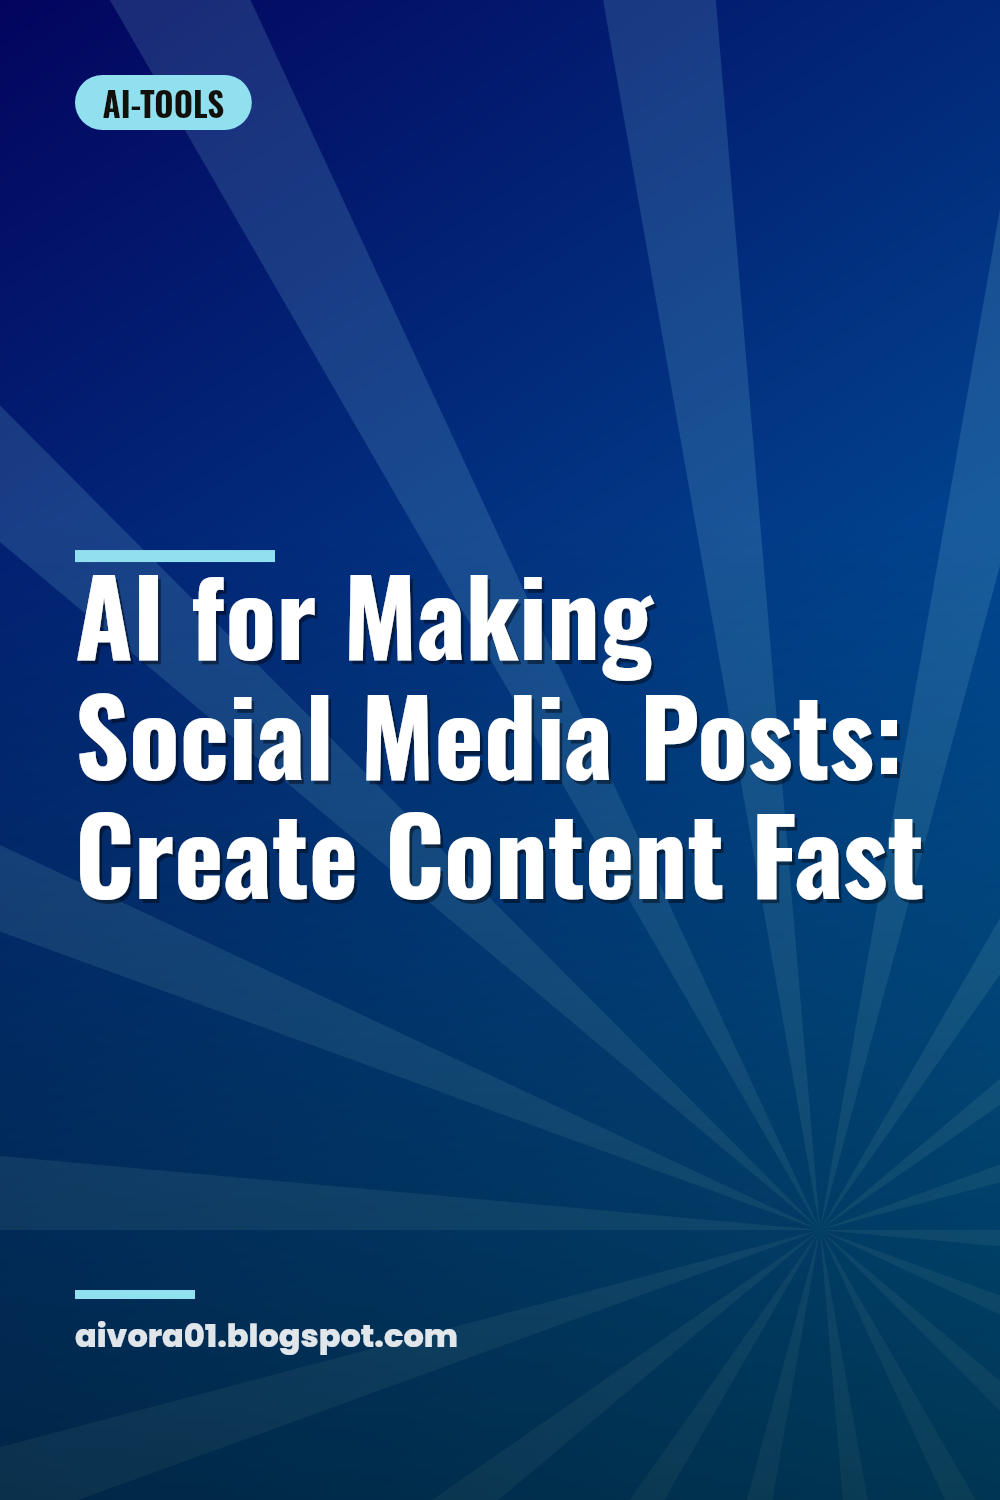 AI-TOOLS
AI for Making
Social Media Posts:
Create Content Fast
aivora01.blogspot.com